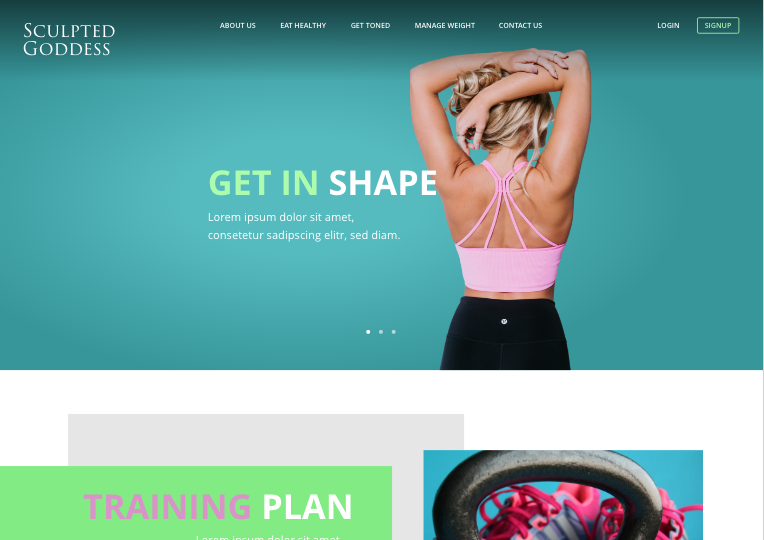 SCULPTED
GODDESS
ABOUT US
EAT HEALTHY
GET TONED
MANAGE WEIGHT
CONTACT US
LOGIN
SIGNUP
GET IN SHAPE
Lorem ipsum dolor sit amet,
consetetur sadipscing elitr, sed diam.
TRAINING PLAN
Lorem ipsum dolor sit amet